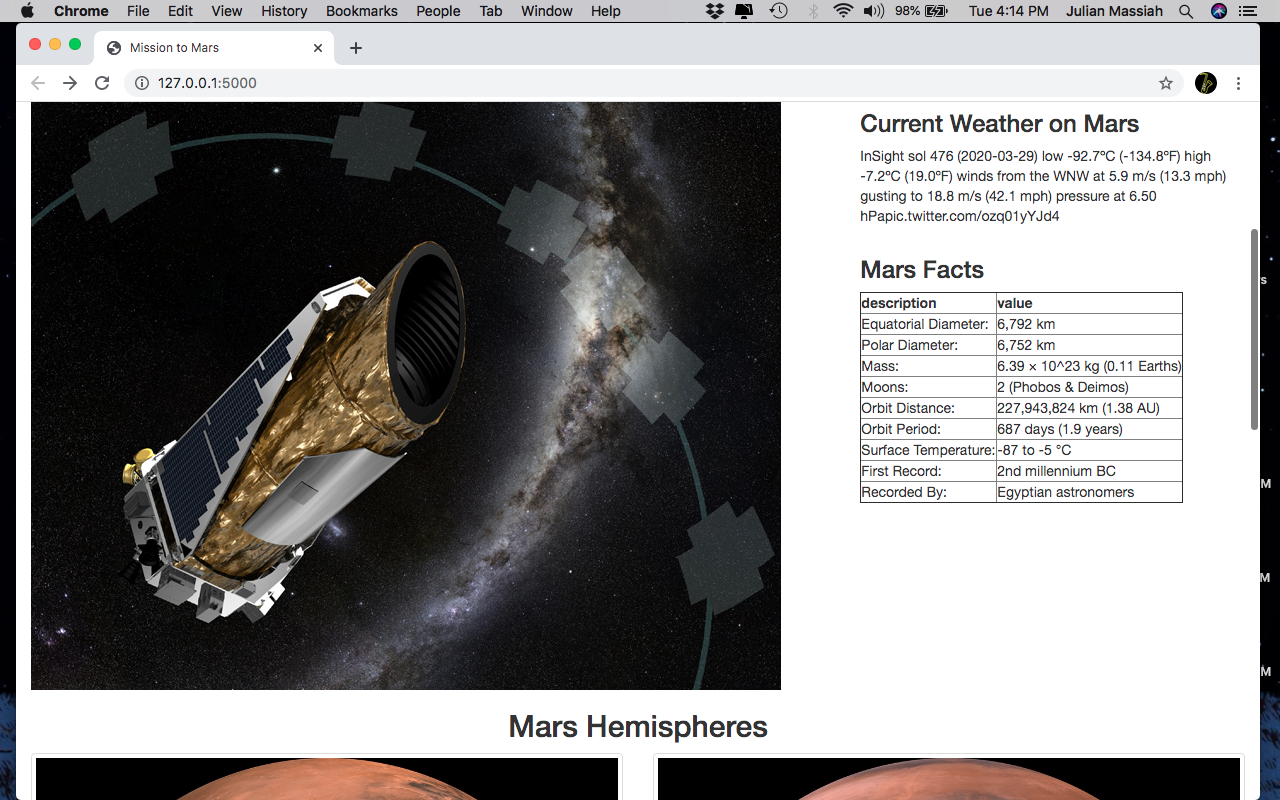 Chrome File Edit View History Bookmarks People Tab Window Help 98% Tue 4:14 PM Julian Massiah
Mission to Mars
127.0.0.1:5000
Current Weather on Mars
InSight sol 476 (2020-03-29) low -92.7ºC (-134.8ºF) high
-7.2ºC (19.0ºF) winds from the WNW at 5.9 m/s (13.3 mph)
gusting to 18.8 m/s (42.1 mph) pressure at 6.50
hPapic.twitter.com/ozq01yYJd4
Mars Facts
description value
Equatorial Diameter: 6,792 km
Polar Diameter: 6,752 km
Mass: 6.39 × 10^23 kg (0.11 Earths)
Moons: 2 (Phobos & Deimos)
Orbit Distance: 227,943,824 km (1.38 AU)
Orbit Period: 687 days (1.9 years)
Surface Temperature: -87 to -5 °C
First Record: 2nd millennium BC
Recorded By: Egyptian astronomers
Mars Hemispheres